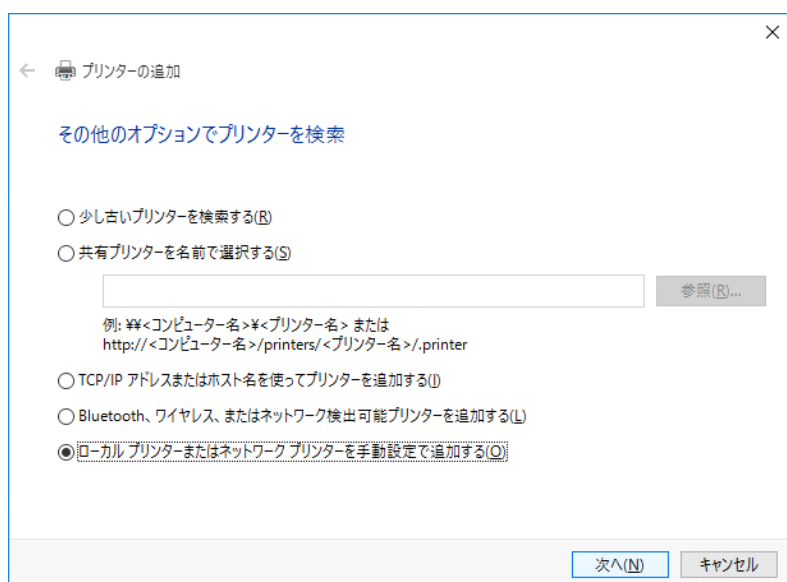 プリンターの追加
その他のオプションでプリンターを検索
少し古いプリンターを検索する(R)
共有プリンターを名前で選択する(S)
参照(R)...
例: ¥¥<コンピューター名>¥<プリンター名> または
http://<コンピューター名>/printers/<プリンター名>/.printer
TCP/IP アドレスまたはホスト名を使ってプリンターを追加する(I)
Bluetooth、ワイヤレス、またはネットワーク検出可能プリンターを追加する(L)
ローカル プリンターまたはネットワーク プリンターを手動設定で追加する(O)
次へ(N) キャンセル